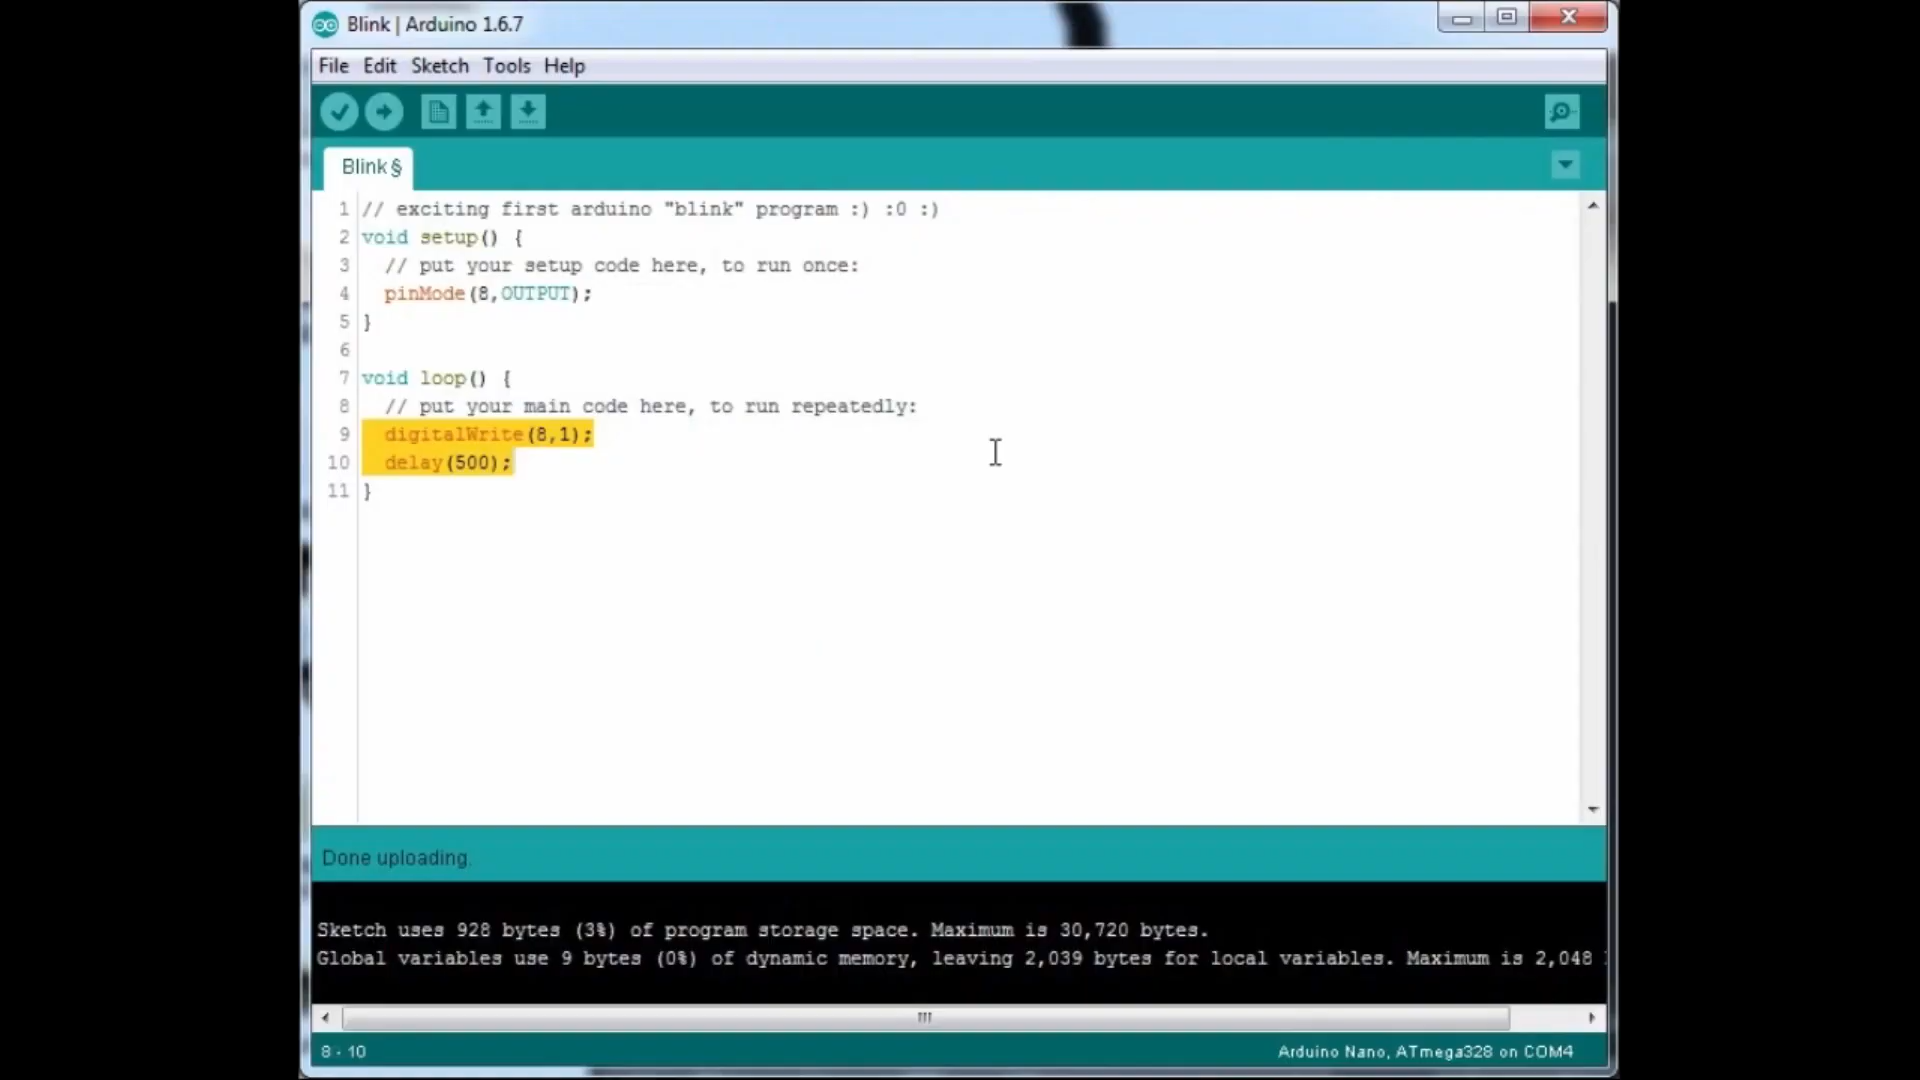 Blink | Arduino 1.6.7
File Edit Sketch Tools Help
Blink §
1 // exciting first arduino "blink" program :) :0 :)
2 void setup() {
3 // put your setup code here, to run once:
4 pinMode(8,OUTPUT);
5 }
6
7 void loop() {
8 // put your main code here, to run repeatedly:
9 digitalWrite(8,1);
10 delay(500);
11 }
Done uploading.
Sketch uses 928 bytes (3%) of program storage space. Maximum is 30,720 bytes.
Global variables use 9 bytes (0%) of dynamic memory, leaving 2,039 bytes for local variables. Maximum is 2,048
8 - 10
Arduino Nano, ATmega328 on COM4